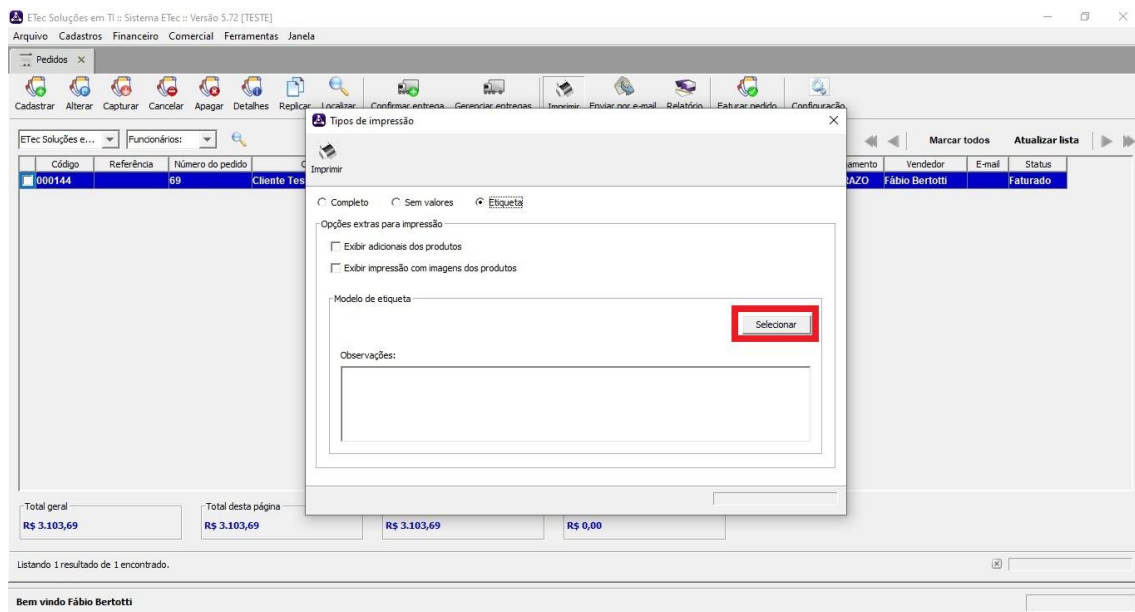 ETec Soluções em TI :: Sistema ETec :: Versão 5.72 [TESTE]
Arquivo Cadastros Financeiro Comercial Ferramentas Janela
Pedidos
Cadastrar Alterar Capturar Cancelar Apagar Detalhes Replicar Localizar Confirmar entrega Gerenciar entregas Imprimir Enviar por e-mail Relatório Faturar pedido Configuração
Tipos de impressão
ETec Soluções e... Funcionários: Marcar todos Atualizar lista
Imprimir
Código Referência Número do pedido C amento Vendedor E-mail Status
000144 69 Cliente Tes RAZO Fábio Bertotti Faturado
Completo Sem valores Etiqueta
Opções extras para impressão
Exibir adicionais dos produtos
Exibir impressão com imagens dos produtos
Modelo de etiqueta
Selecionar
Observações:
Total geral Total desta página
R$ 3.103,69 R$ 3.103,69 R$ 3.103,69 R$ 0,00
Listando 1 resultado de 1 encontrado.
Bem vindo Fábio Bertotti